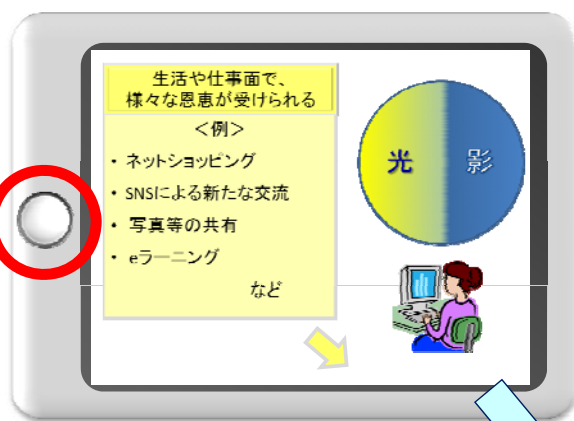 生活や仕事面で、
様々な恩恵が受けられる
＜例＞
・ ネットショッピング
・ SNSによる新たな交流
・ 写真等の共有
・ eラーニング
など
光 影